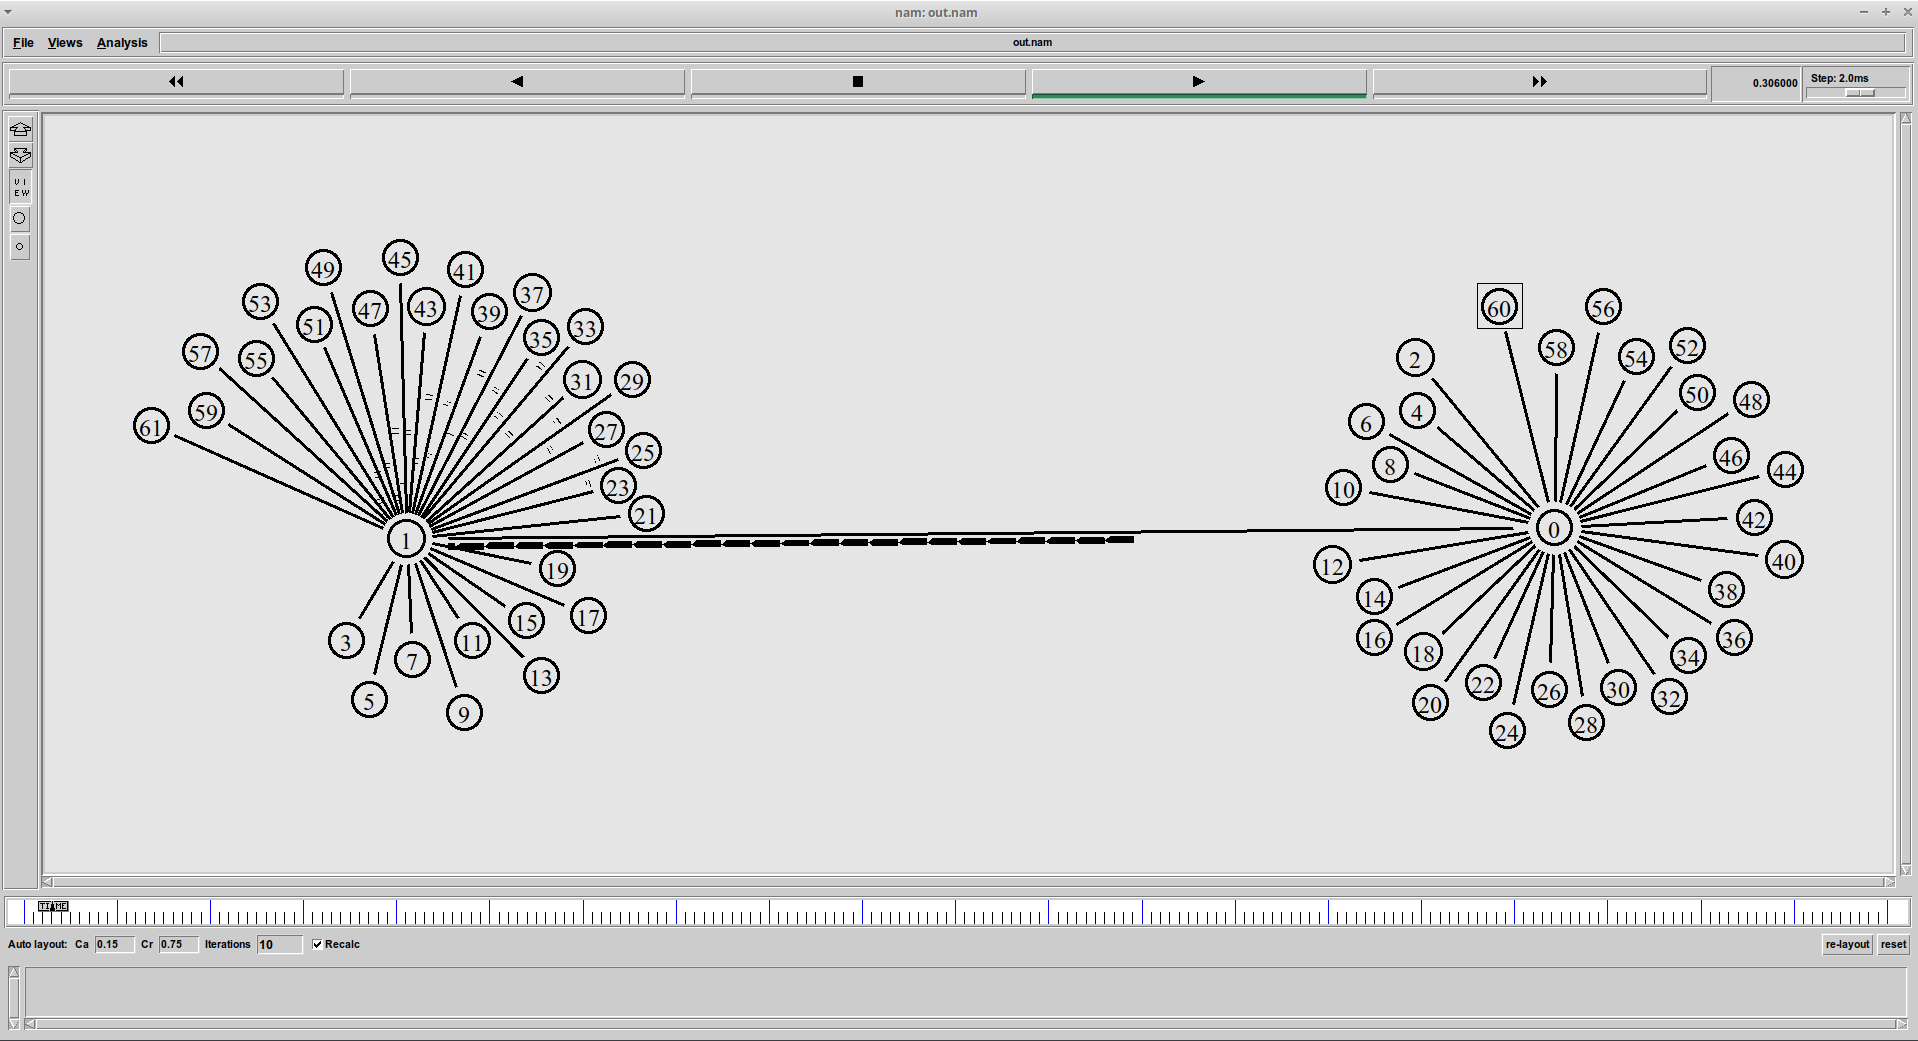 nam: out.nam
File Views Analysis out.nam
0.306000 Step: 2.0ms
VI
EW
45
49 41
37
53 47 43 60 56
39
51 33
35
57 55 58 52
2 54
31 29
50 48
59 4
61 6
27
25 46
8 44
23 10
21 42
1 0
40
19 12
38
14
17
15
3 11 16 36
7 18 34
13 22 26 30
5 20 32
9 28
24
TIME
Auto layout: Ca 0.15 Cr 0.75 Iterations 10 Recalc re-layout reset